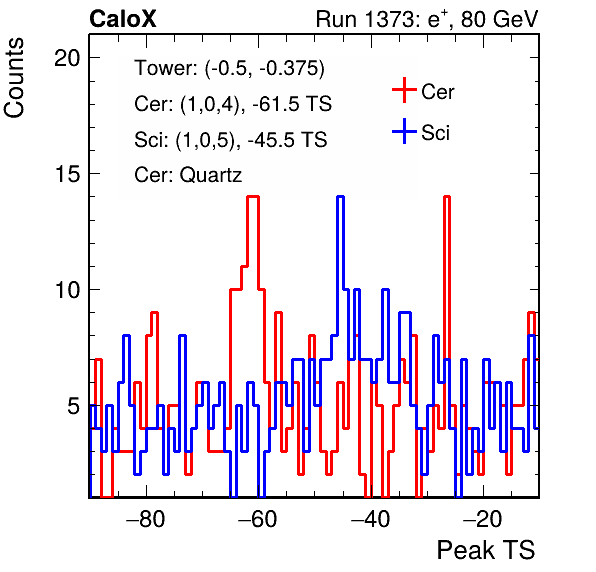 CaloX Run 1373: e⁺, 80 GeV
Counts
20
15
10
5
Tower: (-0.5, -0.375)
Cer: (1,0,4), -61.5 TS
Sci: (1,0,5), -45.5 TS
Cer: Quartz
Cer
Sci
−80 −60 −40 −20
Peak TS